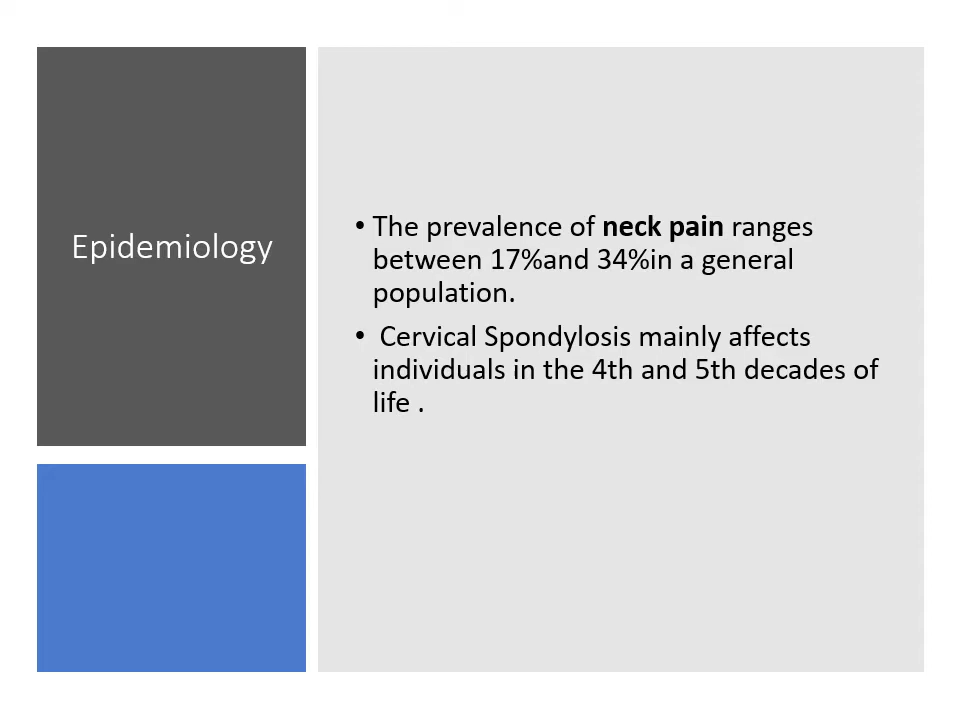 Epidemiology
• The prevalence of neck pain ranges
between 17%and 34%in a general
population.
• Cervical Spondylosis mainly affects
individuals in the 4th and 5th decades of
life .